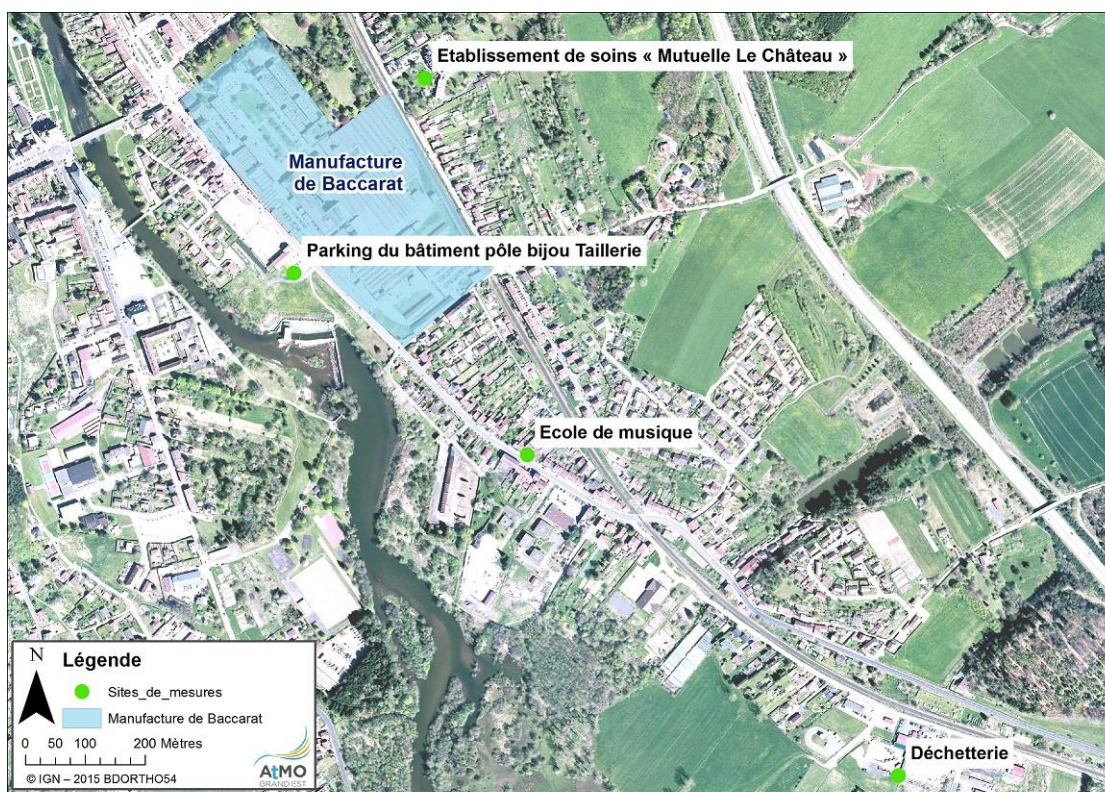 Etablissement de soins « Mutuelle Le Château »
Manufacture
de Baccarat
Parking du bâtiment pôle bijou Taillerie
Ecole de musique
Déchetterie
N
Légende
Sites_de_mesures
Manufacture de Baccarat
0 50 100 200 Mètres
© IGN – 2015 BDORTHO54
AtMO
GRAND EST